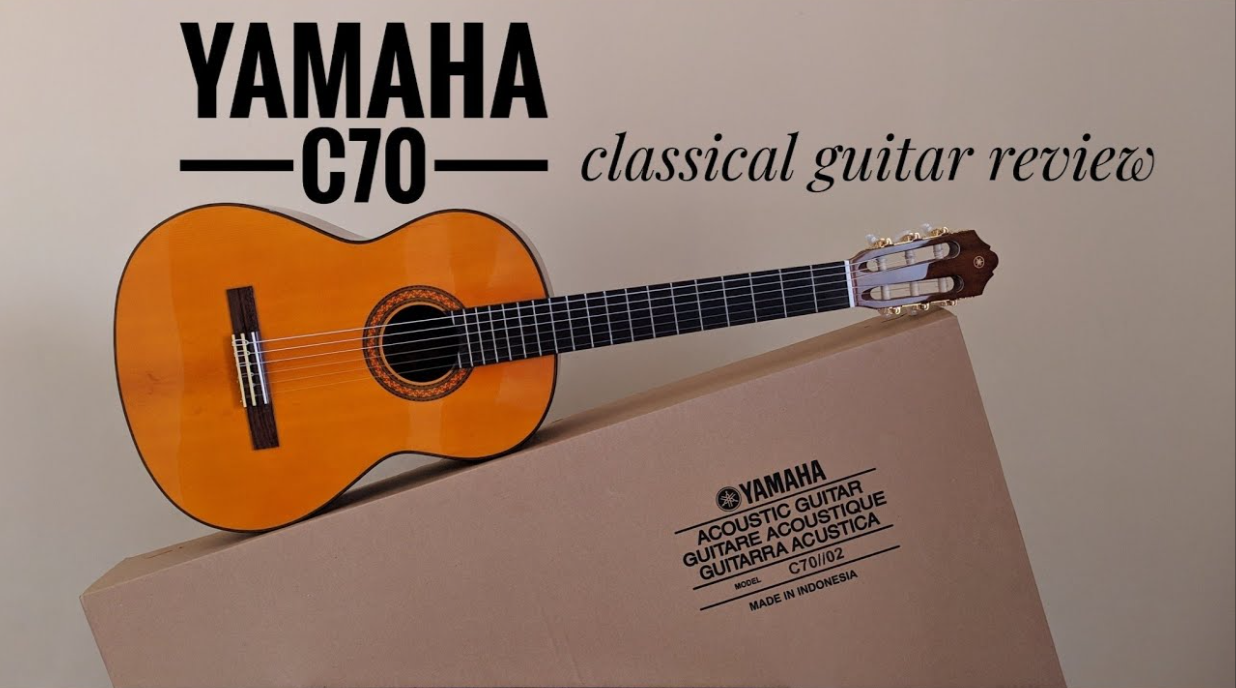 YAMAHA
C70
classical guitar review
YAMAHA
ACOUSTIC GUITAR
GUITARE ACOUSTIQUE
GUITARRA ACUSTICA
MODEL C70//02
MADE IN INDONESIA